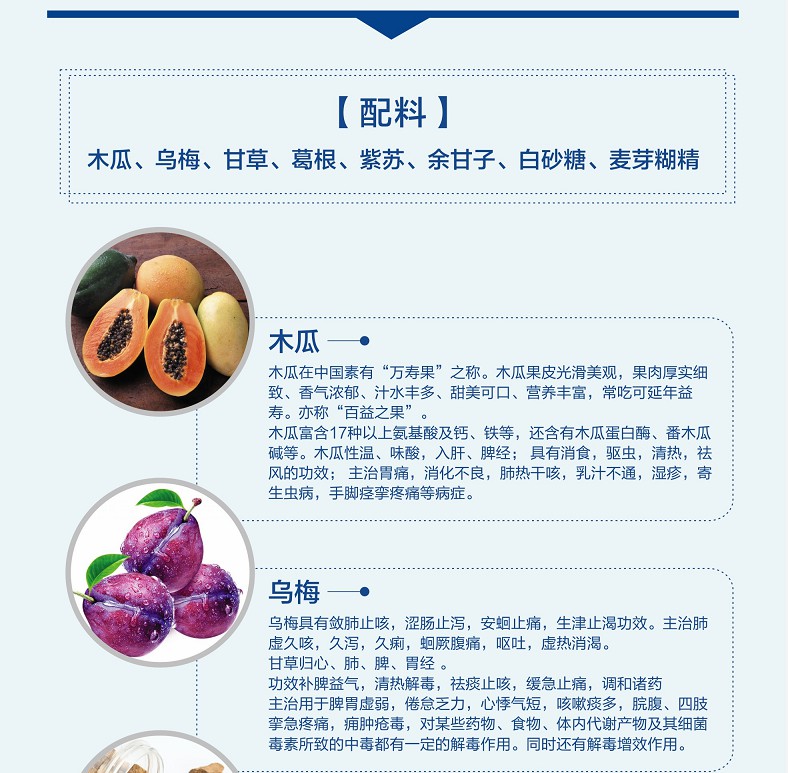 【配料】
木瓜、乌梅、甘草、葛根、紫苏、余甘子、白砂糖、麦芽糊精
木瓜
木瓜在中国素有“万寿果”之称。木瓜果皮光滑美观，果肉厚实细
致、香气浓郁、汁水丰多、甜美可口、营养丰富，常吃可延年益
寿。亦称“百益之果”。
木瓜富含17种以上氨基酸及钙、铁等，还含有木瓜蛋白酶、番木瓜
碱等。木瓜性温、味酸，入肝、脾经； 具有消食，驱虫，清热，祛
风的功效； 主治胃痛，消化不良，肺热干咳，乳汁不通，湿疹，寄
生虫病，手脚痉挛疼痛等病症。
乌梅
乌梅具有敛肺止咳，涩肠止泻，安蛔止痛，生津止渴功效。主治肺
虚久咳，久泻，久痢，蛔厥腹痛，呕吐，虚热消渴。
甘草归心、肺、脾、胃经 。
功效补脾益气，清热解毒，祛痰止咳，缓急止痛，调和诸药
主治用于脾胃虚弱，倦怠乏力，心悸气短，咳嗽痰多，脘腹、四肢
挛急疼痛，痈肿疮毒，对某些药物、食物、体内代谢产物及其细菌
毒素所致的中毒都有一定的解毒作用。同时还有解毒增效作用。